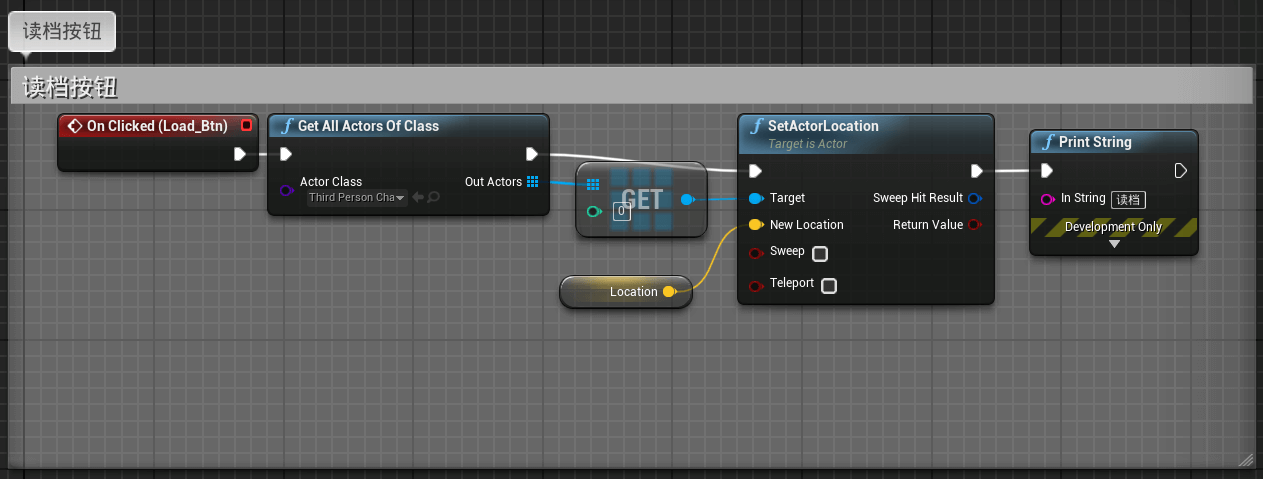 读档按钮
读档按钮
On Clicked (Load_Btn)
f Get All Actors Of Class
Actor Class
Third Person Cha
Out Actors
GET
0
Location
f SetActorLocation
Target is Actor
Target
Sweep Hit Result
New Location
Return Value
Sweep
Teleport
f Print String
In String 读档
Development Only